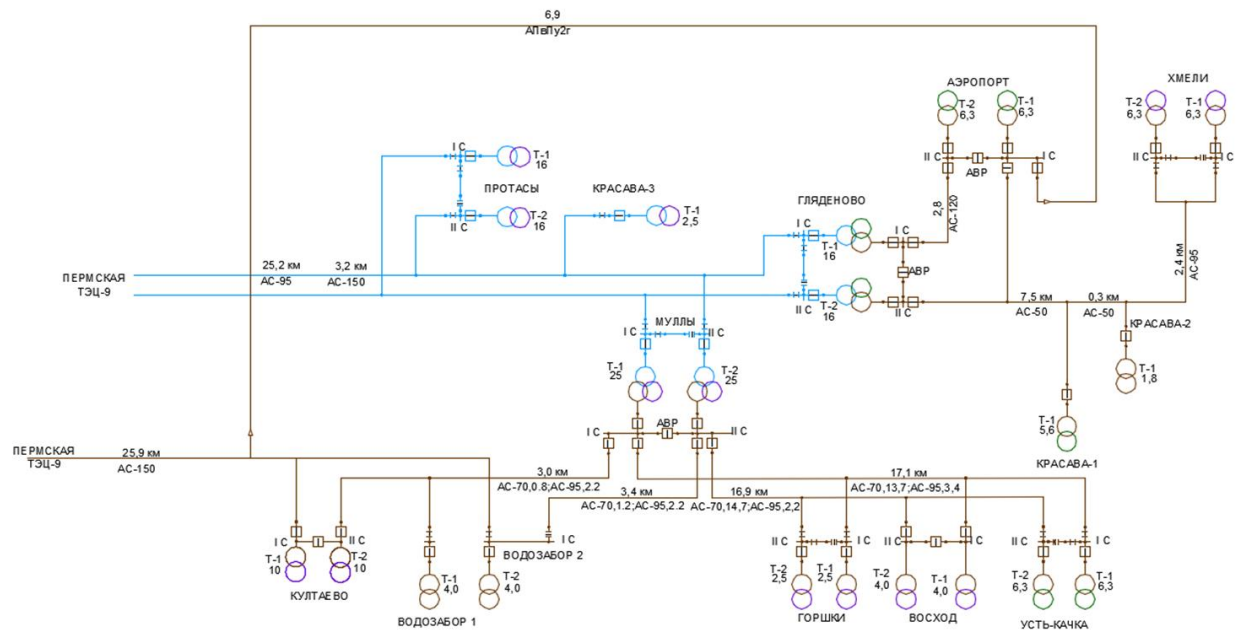 6,9
АПвПу2г
АЭРОПОРТ
ХМЕЛИ
Т-2
6,3
Т-1
6,3
Т-2
6,3
Т-1
6,3
I С
Т-1
16
ПРОТАСЫ
Т-2
16
II С
КРАСАВА-3
Т-1
2,5
II С
АВР
I С
II С
I С
ГЛЯДЕНОВО
2,8
АС-120
I С
Т-1
16
I С
АВР
2,4 км
АС-95
ПЕРМСКАЯ
ТЭЦ-9
25,2 км
АС-95
3,2 км
АС-150
II С
Т-2
16
II С
7,5 км
АС-50
0,3 км
АС-50
КРАСАВА-2
Т-1
1,8
МУЛЛЫ
I С
II С
Т-1
25
Т-2
25
Т-1
5,6
КРАСАВА-1
I С
АВР
II С
ПЕРМСКАЯ
ТЭЦ-9
25,9 км
АС-150
3,0 км
АС-70,0.8;АС-95,2.2
3,4 км
АС-70,1.2;АС-95,2.2
16,9 км
АС-70,14,7;АС-95,2,2
17,1 км
АС-70,13,7;АС-95,3,4
I С
II С
Т-1
10
Т-2
10
КУЛТАЕВО
Т-1
4,0
ВОДОЗАБОР 1
I С
ВОДОЗАБОР 2
Т-2
4,0
II С
I С
Т-2
2,5
Т-1
2,5
ГОРШКИ
II С
I С
Т-2
4,0
Т-1
4,0
ВОСХОД
II С
I С
Т-2
6,3
Т-1
6,3
УСТЬ-КАЧКА